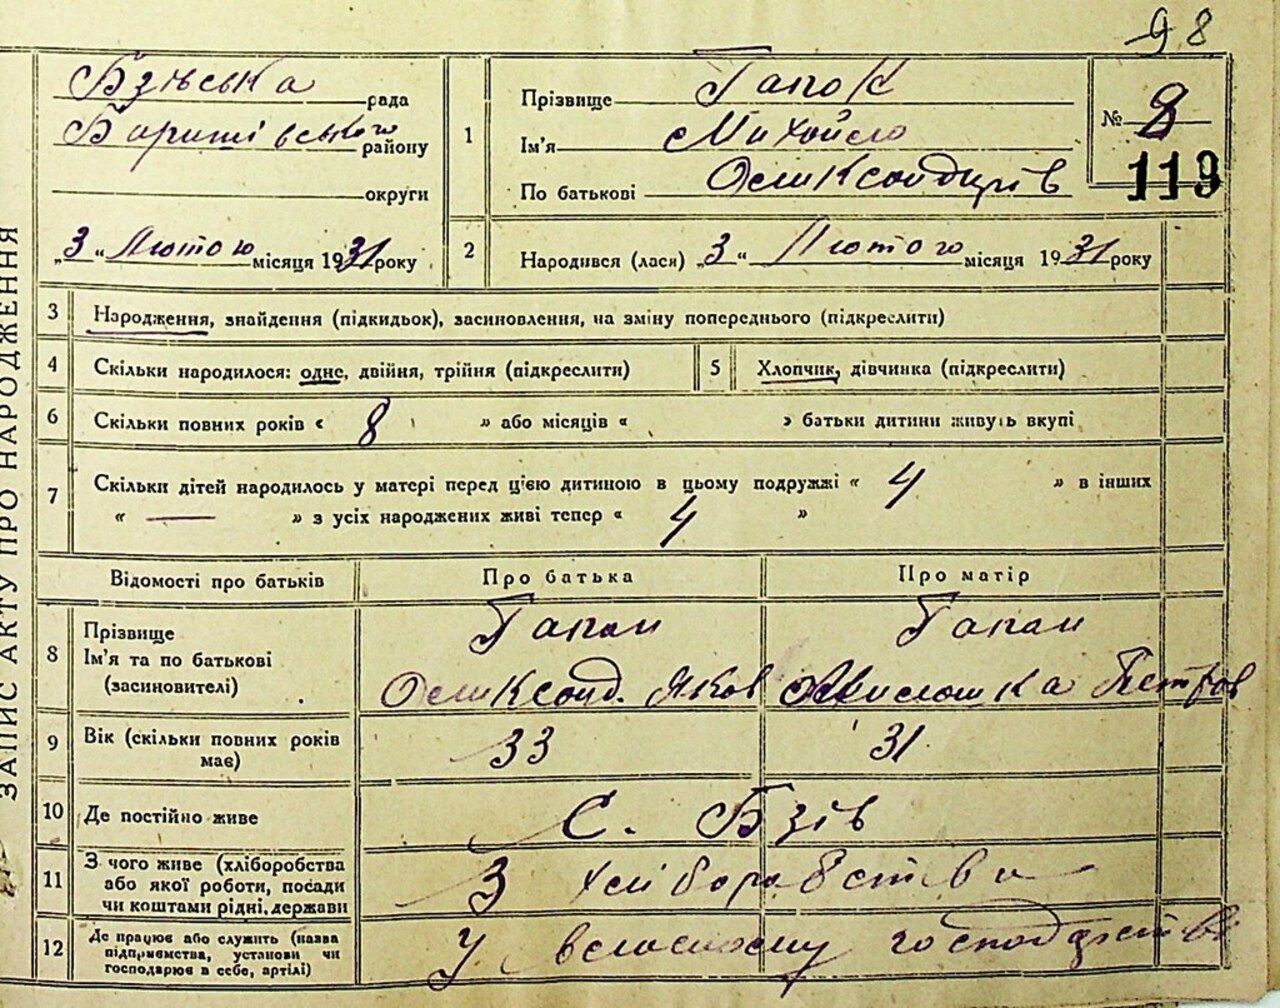 98
ЗАПИС АКТУ ПРО НАРОДЖЕННЯ
Бзівська рада
Баришівського району
округи
„3“ Лютого місяця 1931 року
1 Прізвище Гапон
Ім'я Михайло
По батькові Олександрів
№ 8
119
2 Народився (лася) „3“ Лютого місяця 1931 року
3 Народження, знайдення (підкидьок), засиновлення, на зміну попереднього (підкреслити)
4 Скільки народилося: одне, двійня, трійня (підкреслити)
5 Хлопчик, дівчинка (підкреслити)
6 Скільки повних років « 8 » або місяців « » батьки дитини живуть вкупі
7 Скільки дітей народилось у матері перед ц'єю дитиною в цьому подружжі « 4 » в інших
« — » з усіх народжених живі тепер « 4 »
Відомості про батьків Про батька Про матір
8 Прізвище Гапон Гапон
Ім'я та по батькові
(засиновителі) Олександ. Яков Петров
9 Вік (скільки повних років має) 33 31
10 Де постійно живе С. Бзів
11 З чого живе (хліборобства
або якої роботи, посади
чи коштами рідні, держави З хліборобства
12 Де працює або служить (назва
підприємства, установи чи
господарює в себе, артілі) У власному господарстві